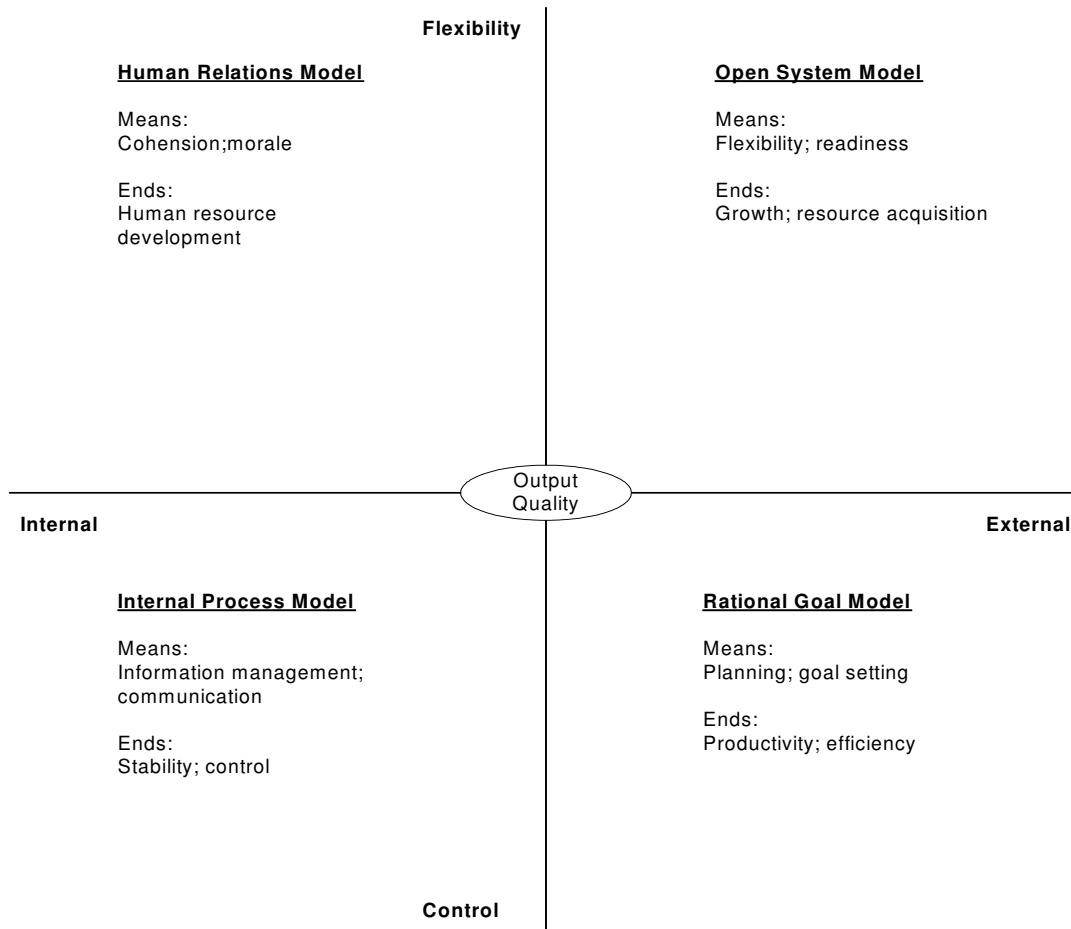 Flexibility
Human Relations Model
Means:
Cohension;morale
Ends:
Human resource
development
Open System Model
Means:
Flexibility; readiness
Ends:
Growth; resource acquisition
Output
Quality
Internal
External
Internal Process Model
Means:
Information management;
communication
Ends:
Stability; control
Rational Goal Model
Means:
Planning; goal setting
Ends:
Productivity; efficiency
Control